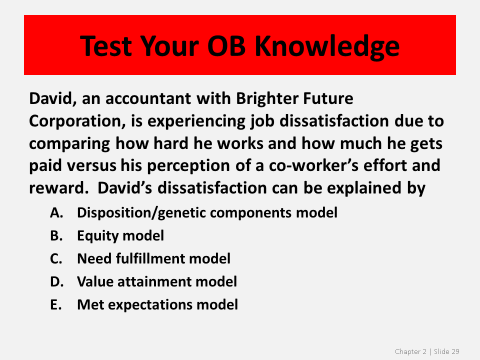 Test Your OB Knowledge
David, an accountant with Brighter Future
Corporation, is experiencing job dissatisfaction due to
comparing how hard he works and how much he gets
paid versus his perception of a co-worker’s effort and
reward.  David’s dissatisfaction can be explained by
A. Disposition/genetic components model
B. Equity model
C. Need fulfillment model
D. Value attainment model
E. Met expectations model
Chapter 2 | Slide 29